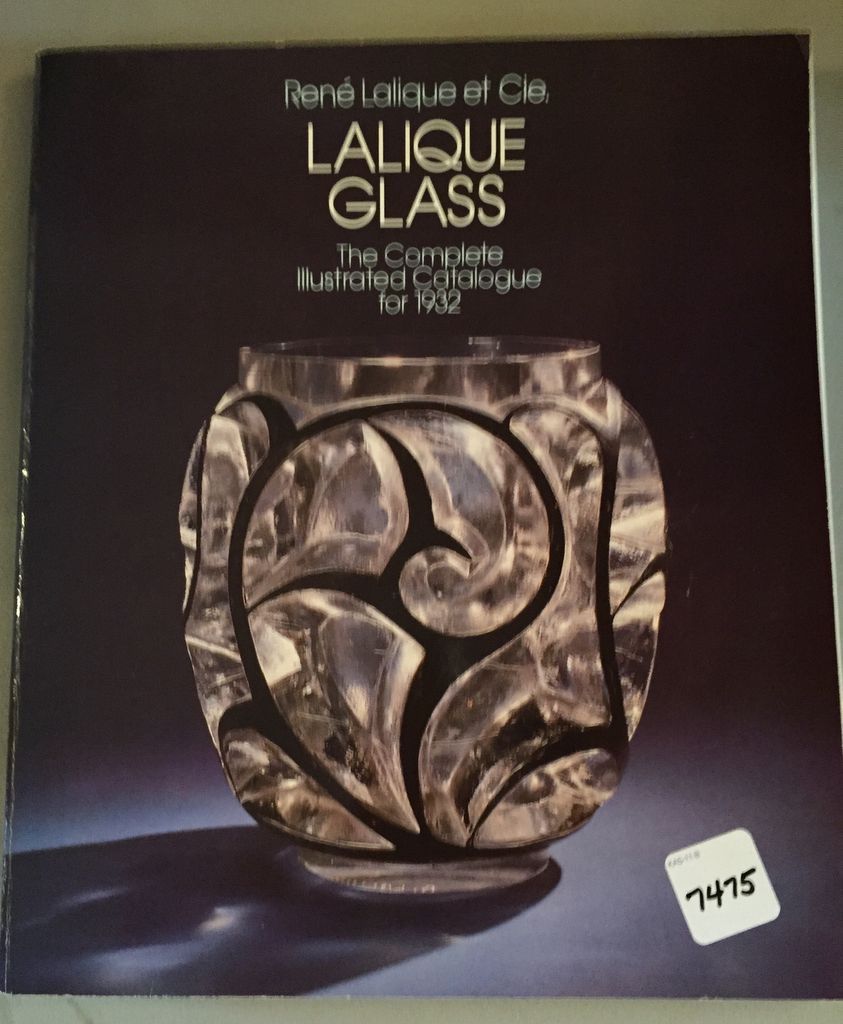 René Lalique et Cie.
LALIQUE
GLASS
The Complete
Illustrated Catalogue
for 1932
7475